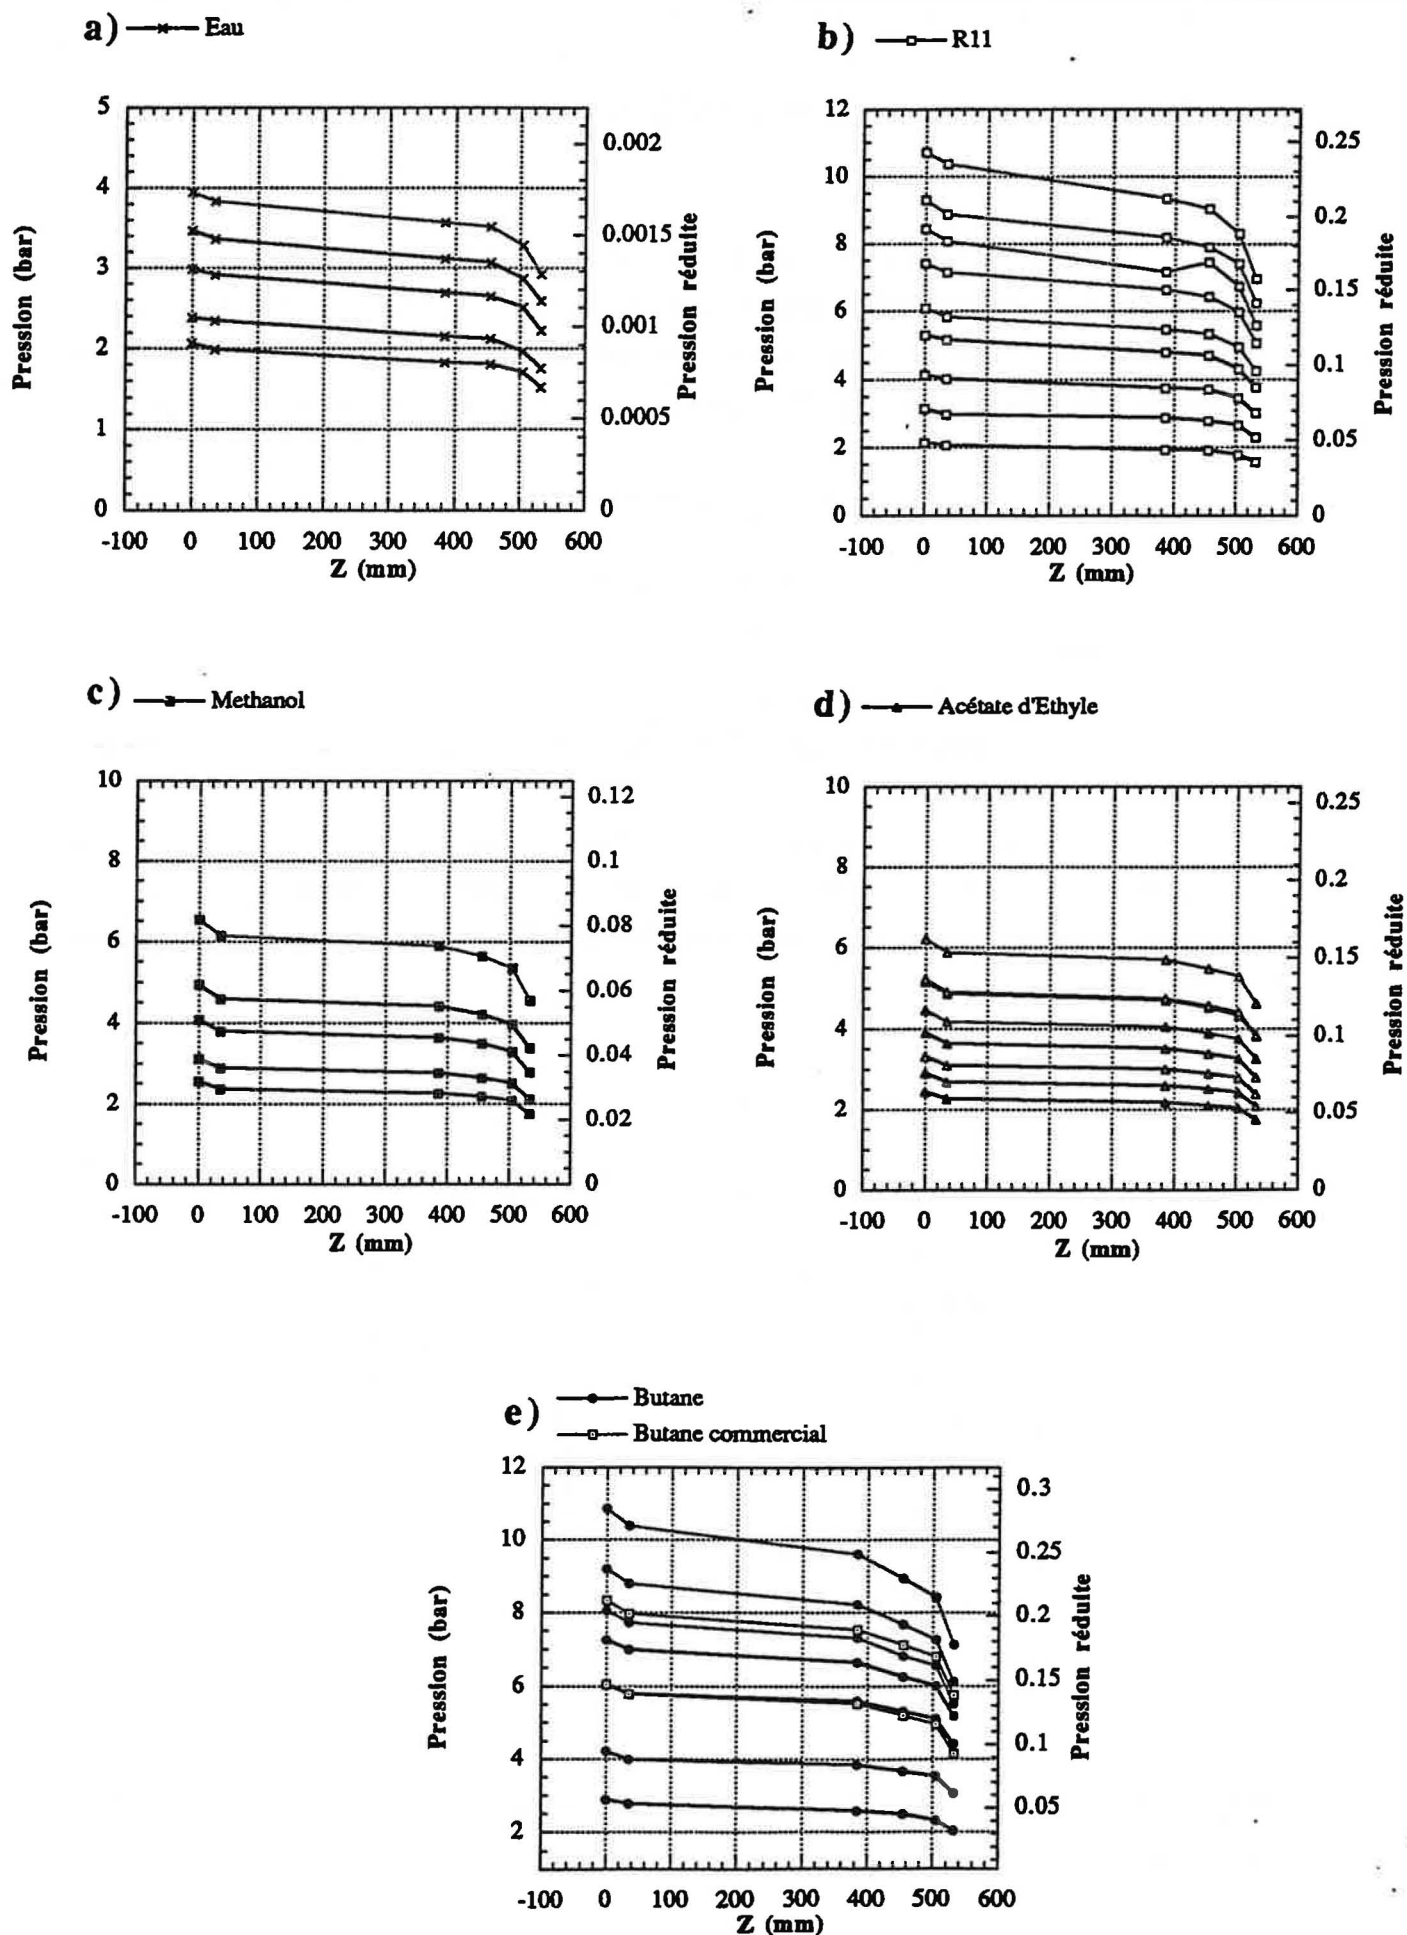 a) Eau
5
4
3
2
1
0
0.002
0.0015
0.001
0.0005
0
Pression (bar)
Pression réduite
-100 0 100 200 300 400 500 600
Z (mm)
b) R11
12
10
8
6
4
2
0
0.25
0.2
0.15
0.1
0.05
0
Pression (bar)
Pression réduite
-100 0 100 200 300 400 500 600
Z (mm)
c) Methanol
10
8
6
4
2
0
0.12
0.1
0.08
0.06
0.04
0.02
0
Pression (bar)
Pression réduite
-100 0 100 200 300 400 500 600
Z (mm)
d) Acétate d'Ethyle
10
8
6
4
2
0
0.25
0.2
0.15
0.1
0.05
0
Pression (bar)
Pression réduite
-100 0 100 200 300 400 500 600
Z (mm)
e) Butane
Butane commercial
12
10
8
6
4
2
0.3
0.25
0.2
0.15
0.1
0.05
Pression (bar)
Pression réduite
-100 0 100 200 300 400 500 600
Z (mm)